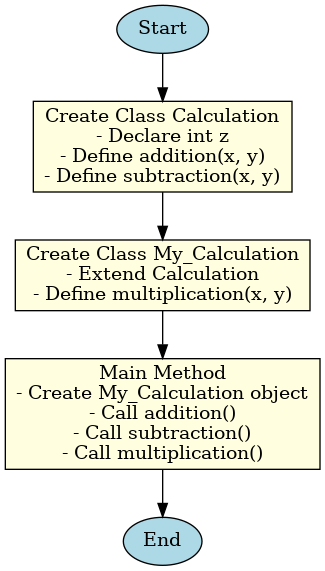 Start
Create Class Calculation
- Declare int z
- Define addition(x, y)
- Define subtraction(x, y)
Create Class My_Calculation
- Extend Calculation
- Define multiplication(x, y)
Main Method
- Create My_Calculation object
- Call addition()
- Call subtraction()
- Call multiplication()
End